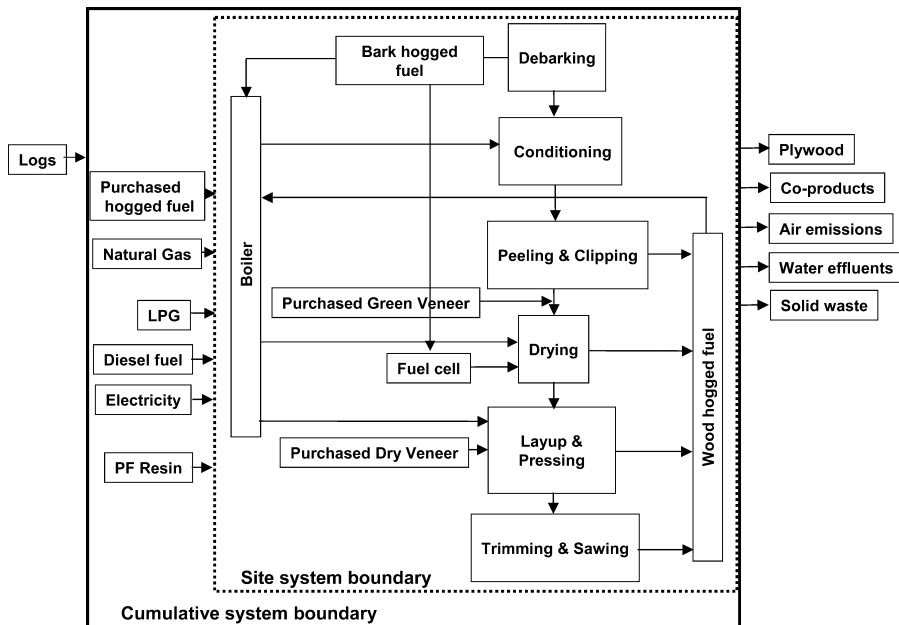 Bark hogged
fuel
Debarking
Logs
Conditioning
Plywood
Purchased
hogged fuel
Co-products
Boiler
Air emissions
Natural Gas
Peeling & Clipping
Water effluents
Purchased Green Veneer
Solid waste
LPG
Drying
Wood hogged fuel
Diesel fuel
Fuel cell
Electricity
Layup &
Pressing
Purchased Dry Veneer
PF Resin
Trimming & Sawing
Site system boundary
Cumulative system boundary